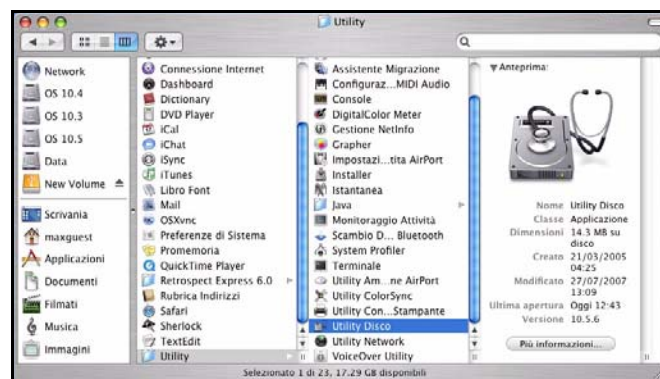 Utility
Network
OS 10.4
OS 10.3
OS 10.5
Data
New Volume
Scrivania
maxguest
Applicazioni
Documenti
Filmati
Musica
Immagini
Connessione Internet
Dashboard
Dictionary
DVD Player
iCal
iChat
iSync
iTunes
Libro Font
Mail
OSXvnc
Preferenze di Sistema
Promemoria
QuickTime Player
Retrospect Express 6.0
Rubrica Indirizzi
Safari
Sherlock
TextEdit
Utility
Assistente Migrazione
Configuraz...MIDI Audio
Console
DigitalColor Meter
Gestione NetInfo
Grapher
Impostazi...tita AirPort
Installer
Istantanea
Java
Monitoraggio Attività
Scambio D... Bluetooth
System Profiler
Terminale
Utility Am...ne AirPort
Utility ColorSync
Utility Con...Stampante
Utility Disco
Utility Network
VoiceOver Utility
Anteprima:
Nome Utility Disco
Classe Applicazione
Dimensioni 14.3 MB su
disco
Creato 21/03/2005
04:25
Modificato 27/07/2007
13:09
Ultima apertura Oggi 12:43
Versione 10.5.6
Più informazioni...
Selezionato 1 di 23, 17.29 GB disponibili